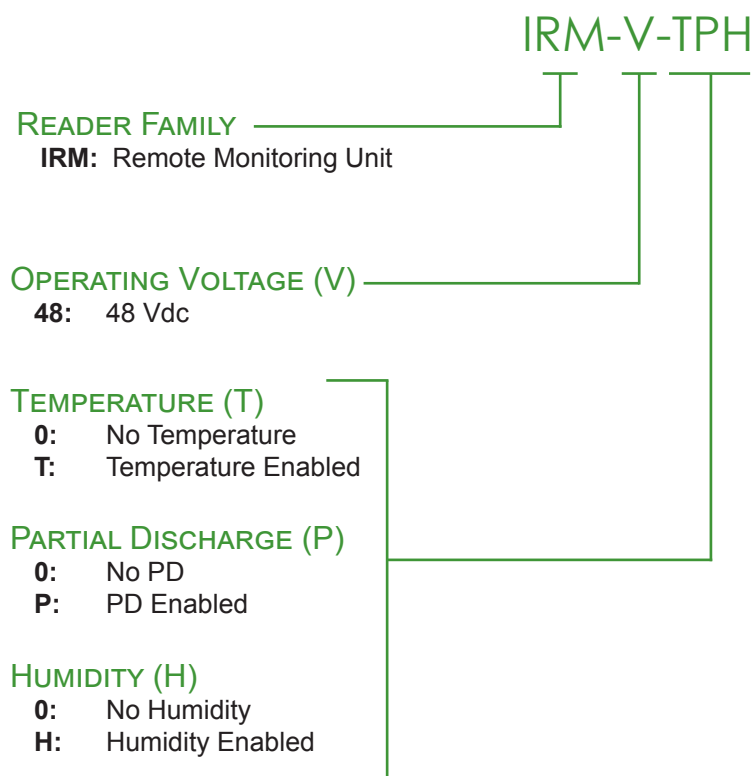 IRM-V-TPH
READER FAMILY
IRM: Remote Monitoring Unit
OPERATING VOLTAGE (V)
48: 48 Vdc
TEMPERATURE (T)
0: No Temperature
T: Temperature Enabled
PARTIAL DISCHARGE (P)
0: No PD
P: PD Enabled
HUMIDITY (H)
0: No Humidity
H: Humidity Enabled